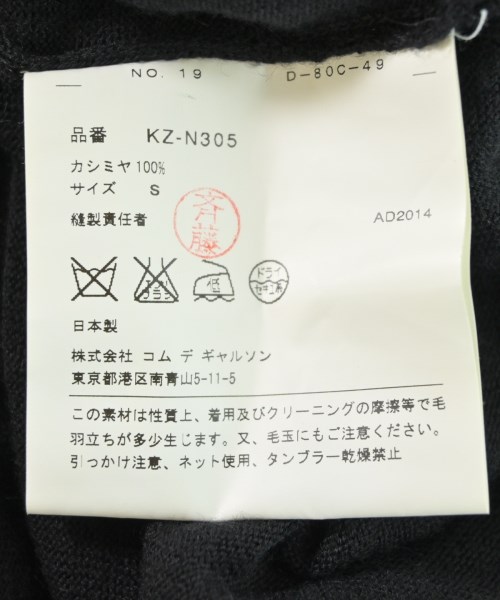 NO. 19 D-80C-49
品番 KZ-N305
カシミヤ 100%
サイズ S
縫製責任者
斉藤
AD2014
低
ドライ
セキユ系
日本製
株式会社 コム デ ギャルソン
東京都港区南青山5-11-5
この素材は性質上、着用及びクリーニングの摩擦等で毛
羽立ちが多少生じます。又、毛玉にもご注意ください。
引っかけ注意、ネット使用、タンブラー乾燥禁止